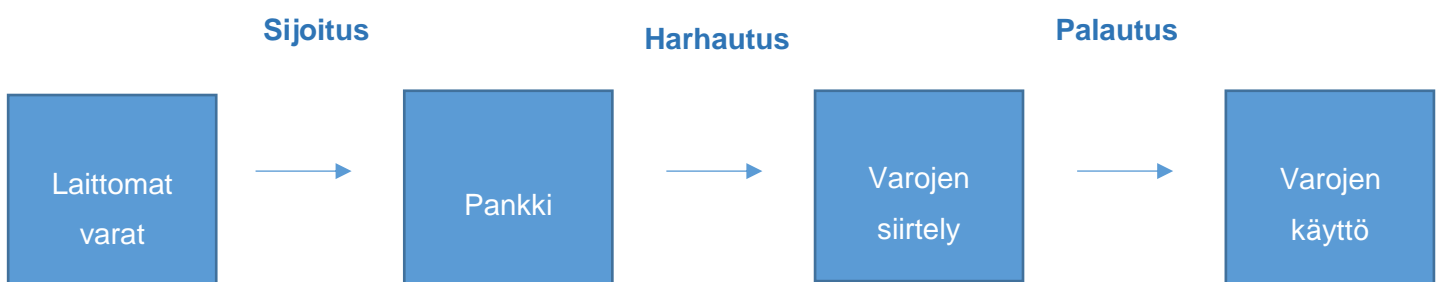 Sijoitus
Harhautus
Palautus
Laittomat
varat
Pankki
Varojen
siirtely
Varojen
käyttö